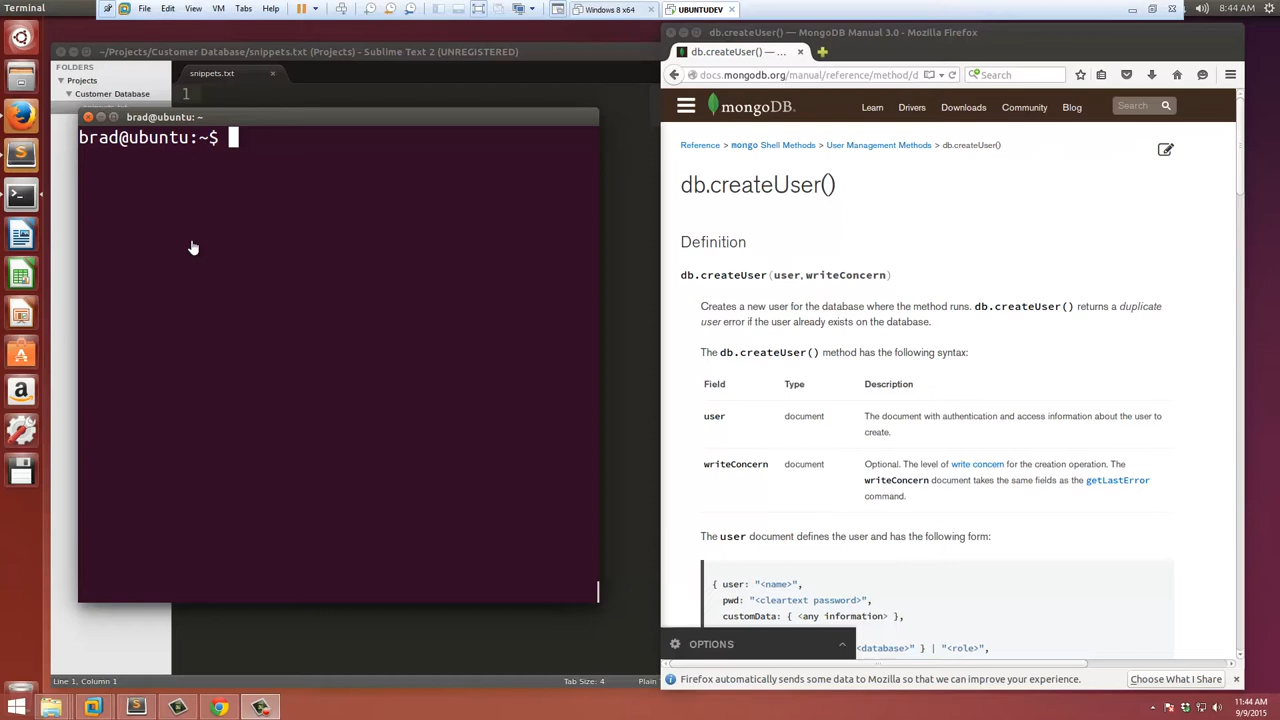 Terminal
File Edit View VM Tabs Help
Windows 8 x64
UBUNTUDEV
8:44 AM
~/Projects/Customer Database/snippets.txt (Projects) - Sublime Text 2 (UNREGISTERED)
FOLDERS
Projects
Customer Database
snippets.txt
snippets.txt
1
brad@ubuntu: ~
brad@ubuntu:~$
Line 1, Column 1
Tab Size: 4
Plain
db.createUser() — MongoDB Manual 3.0 - Mozilla Firefox
db.createUser() — ...
docs.mongodb.org/manual/reference/method/d
Search
mongoDB.
Learn Drivers Downloads Community Blog
Search
Reference > mongo Shell Methods > User Management Methods > db.createUser()
db.createUser()
Definition
db.createUser(user, writeConcern)
Creates a new user for the database where the method runs. db.createUser() returns a duplicate
user error if the user already exists on the database.
The db.createUser() method has the following syntax:
Field Type Description
user document The document with authentication and access information about the user to
create.
writeConcern document Optional. The level of write concern for the creation operation. The
writeConcern document takes the same fields as the getLastError
command.
The user document defines the user and has the following form:
{ user: "<name>",
pwd: "<cleartext password>",
customData: { <any information> },
<database>" } | "<role>",
OPTIONS
Firefox automatically sends some data to Mozilla so that we can improve your experience.
Choose What I Share
11:44 AM
9/9/2015